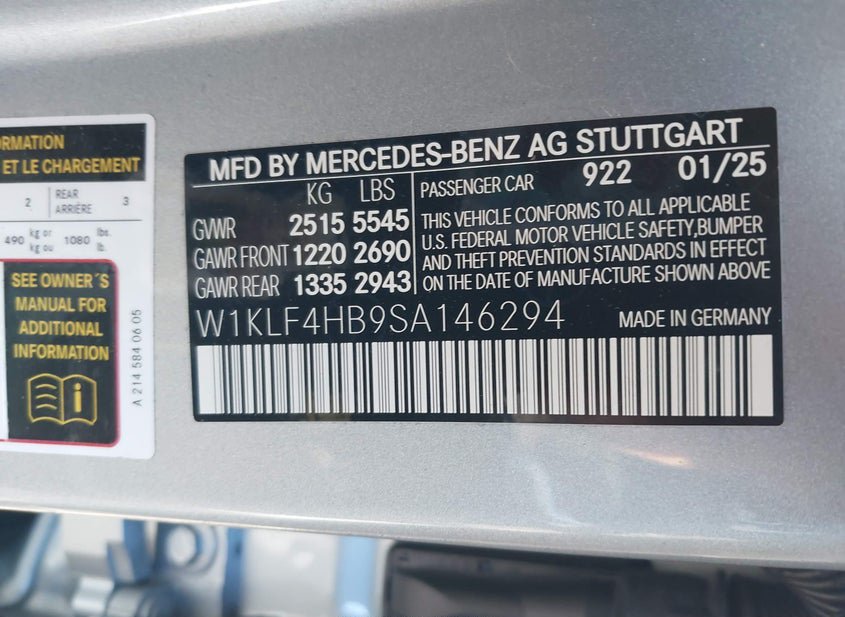 RMATION
ET LE CHARGEMENT
2 REAR ARRIÈRE 3
490 kg or kg ou 1080 lbs. lb.
SEE OWNER´S
MANUAL FOR
ADDITIONAL
INFORMATION
A 214 584 06 05
MFD BY MERCEDES-BENZ AG STUTTGART
KG LBS
GVWR 2515 5545
GAWR FRONT 1220 2690
GAWR REAR 1335 2943
PASSENGER CAR 922 01/25
THIS VEHICLE CONFORMS TO ALL APPLICABLE
U.S. FEDERAL MOTOR VEHICLE SAFETY,BUMPER
AND THEFT PREVENTION STANDARDS IN EFFECT
ON THE DATE OF MANUFACTURE SHOWN ABOVE
W1KLF4HB9SA146294 MADE IN GERMANY